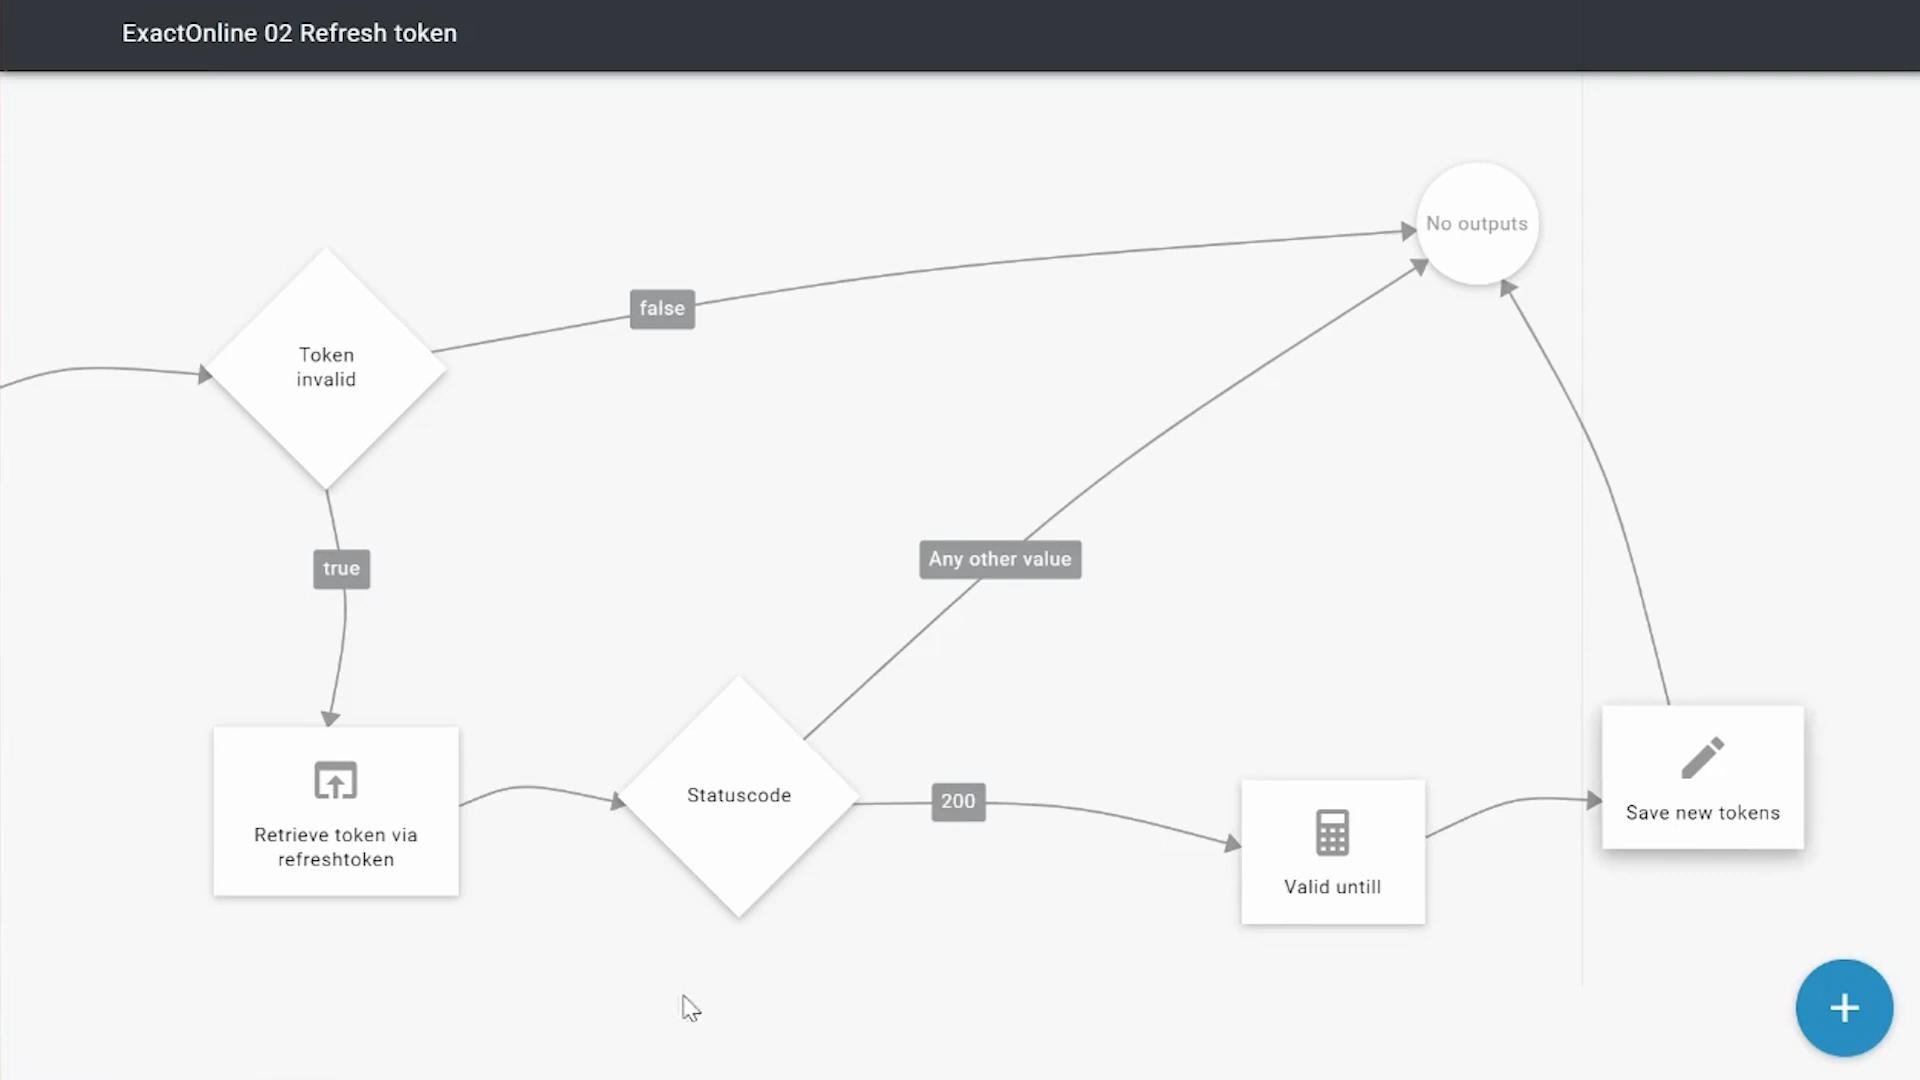 ExactOnline 02 Refresh token
No outputs
false
Token
invalid
Any other value
true
Statuscode
200
Save new tokens
Retrieve token via
refreshtoken
Valid untill